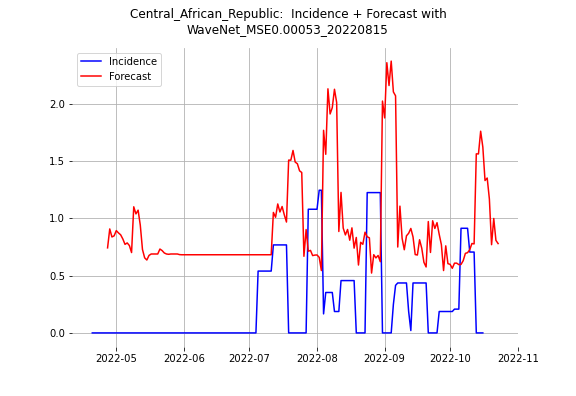 Central_African_Republic:  Incidence + Forecast with
WaveNet_MSE0.00053_20220815
Incidence
Forecast
2.0
1.5
1.0
0.5
0.0
2022-05 2022-06 2022-07 2022-08 2022-09 2022-10 2022-11